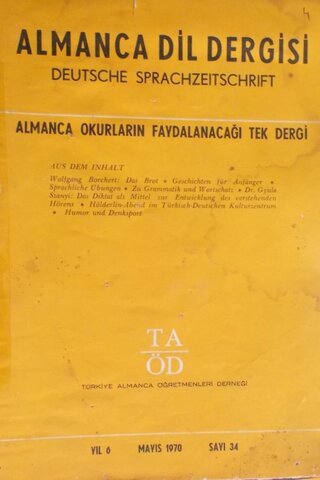 4
ALMANCA DİL DERGİSİ
DEUTSCHE SPRACHZEITSCHRIFT
ALMANCA OKURLARIN FAYDALANACAĞI TEK DERGİ
AUS DEM INHALT
Wolfgang Borchert: Das Brot • Geschichten für Anfänger •
Sprachliche Übungen • Zu Grammatik und Wortschatz • Dr. Gyula
Szanyi: Das Diktat als Mittel zur Entwicklung des verstehenden
Hörens • Hölderlin-Abend im Türkisch-Deutschen Kulturzentrum
• Humor und Denksport
TA
ÖD
TÜRKİYE ALMANCA ÖĞRETMENLERİ DERNEĞİ
YIL 6 MAYIS 1970 SAYI 34